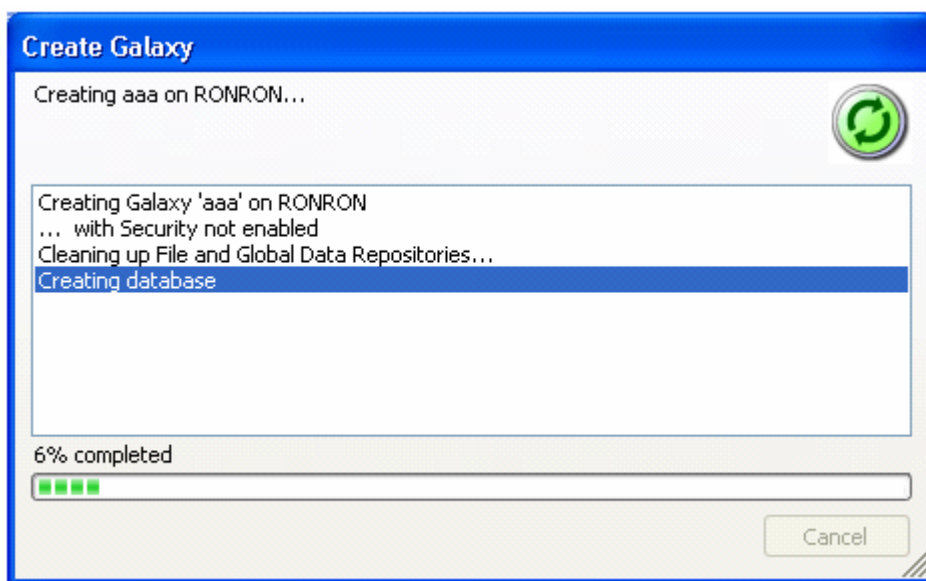 Create Galaxy
Creating aaa on RONRON...
Creating Galaxy 'aaa' on RONRON
... with Security not enabled
Cleaning up File and Global Data Repositories...
Creating database
6% completed
Cancel